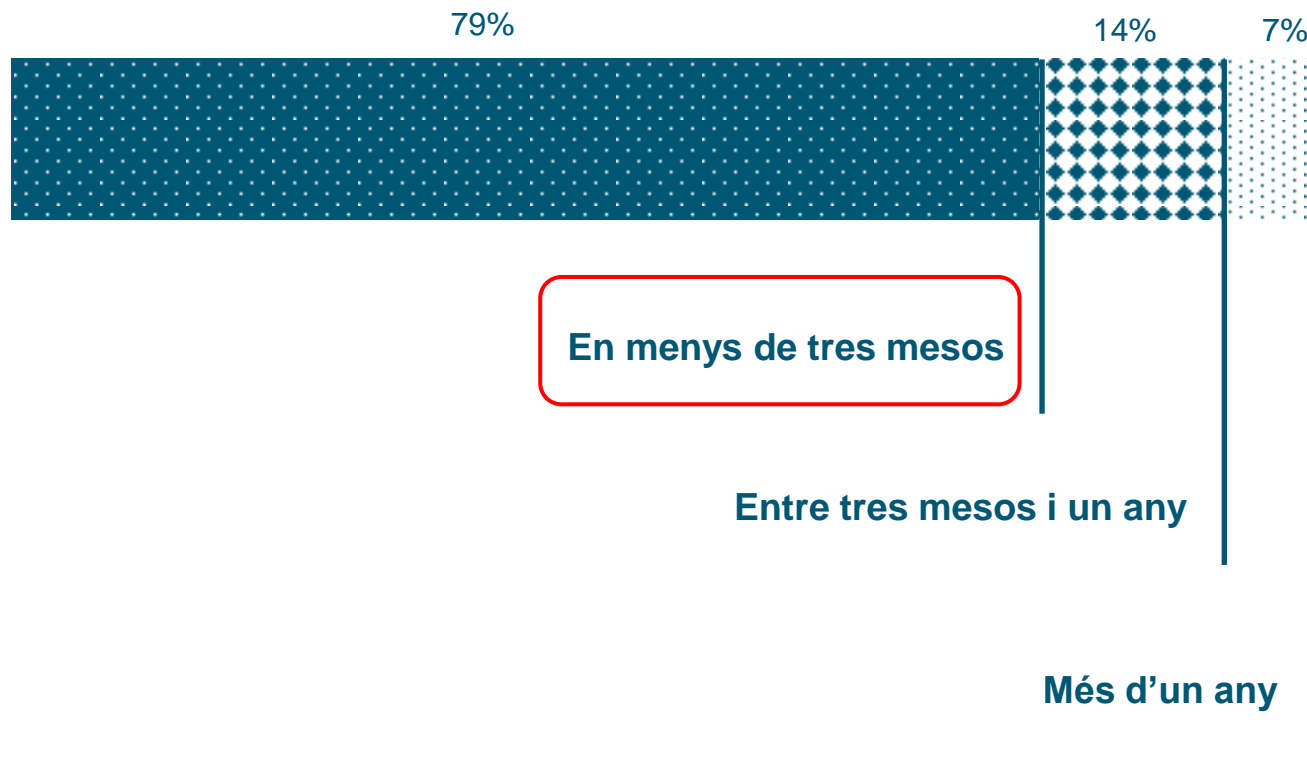 79%
14%
7%
En menys de tres mesos
Entre tres mesos i un any
Més d’un any